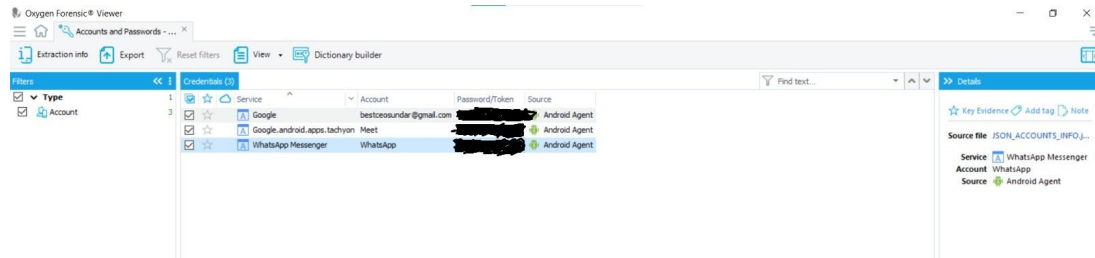 Oxygen Forensic® Viewer
Accounts and Passwords - ...
Extraction info Export Reset filters View Dictionary builder
Filters
Type 1
Account 3
Credentials (3) Find text...
Service Account Password/Token Source
Google bestceosundar@gmail.com Android Agent
Google.android.apps.tachyon Meet Android Agent
WhatsApp Messenger WhatsApp Android Agent
Details
Key Evidence Add tag Note
Source file JSON_ACCOUNTS_INFO.j...
Service WhatsApp Messenger
Account WhatsApp
Source Android Agent